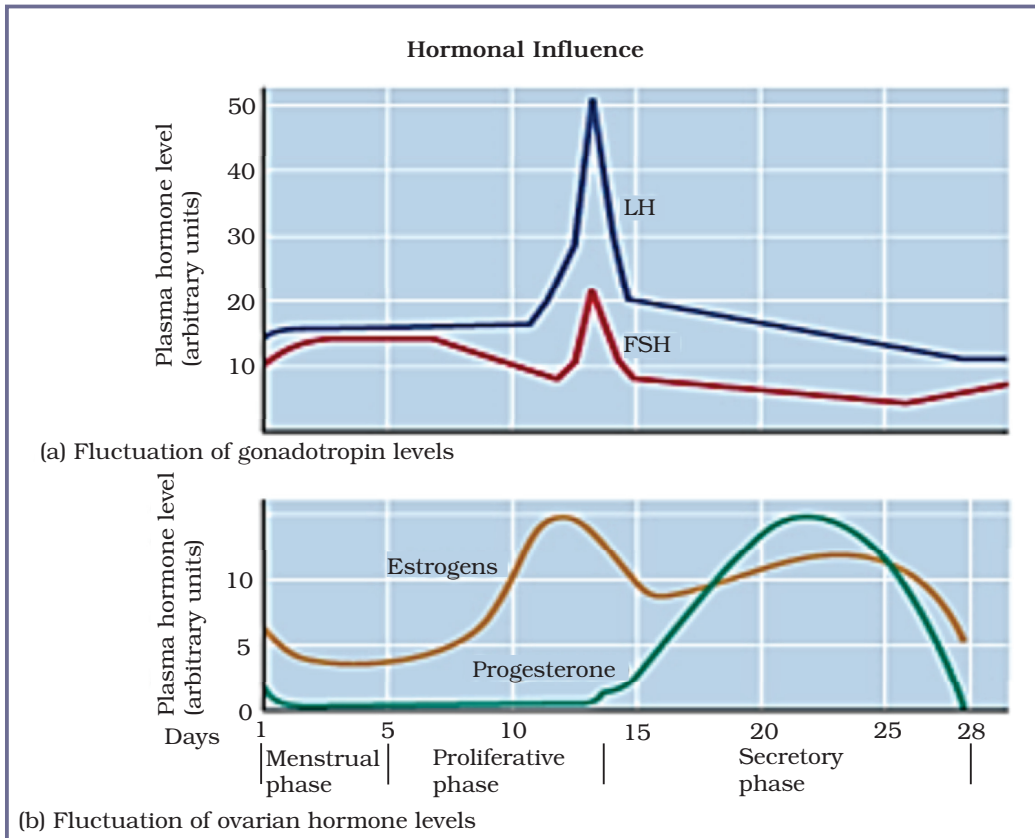 Hormonal Influence
Plasma hormone level
(arbitrary units)
50
40
30
20
10
LH
FSH
(a) Fluctuation of gonadotropin levels
Plasma hormone level
(arbitrary units)
10
5
0
Estrogens
Progesterone
Days
1 5 10 15 20 25 28
Menstrual
phase
Proliferative
phase
Secretory
phase
(b) Fluctuation of ovarian hormone levels